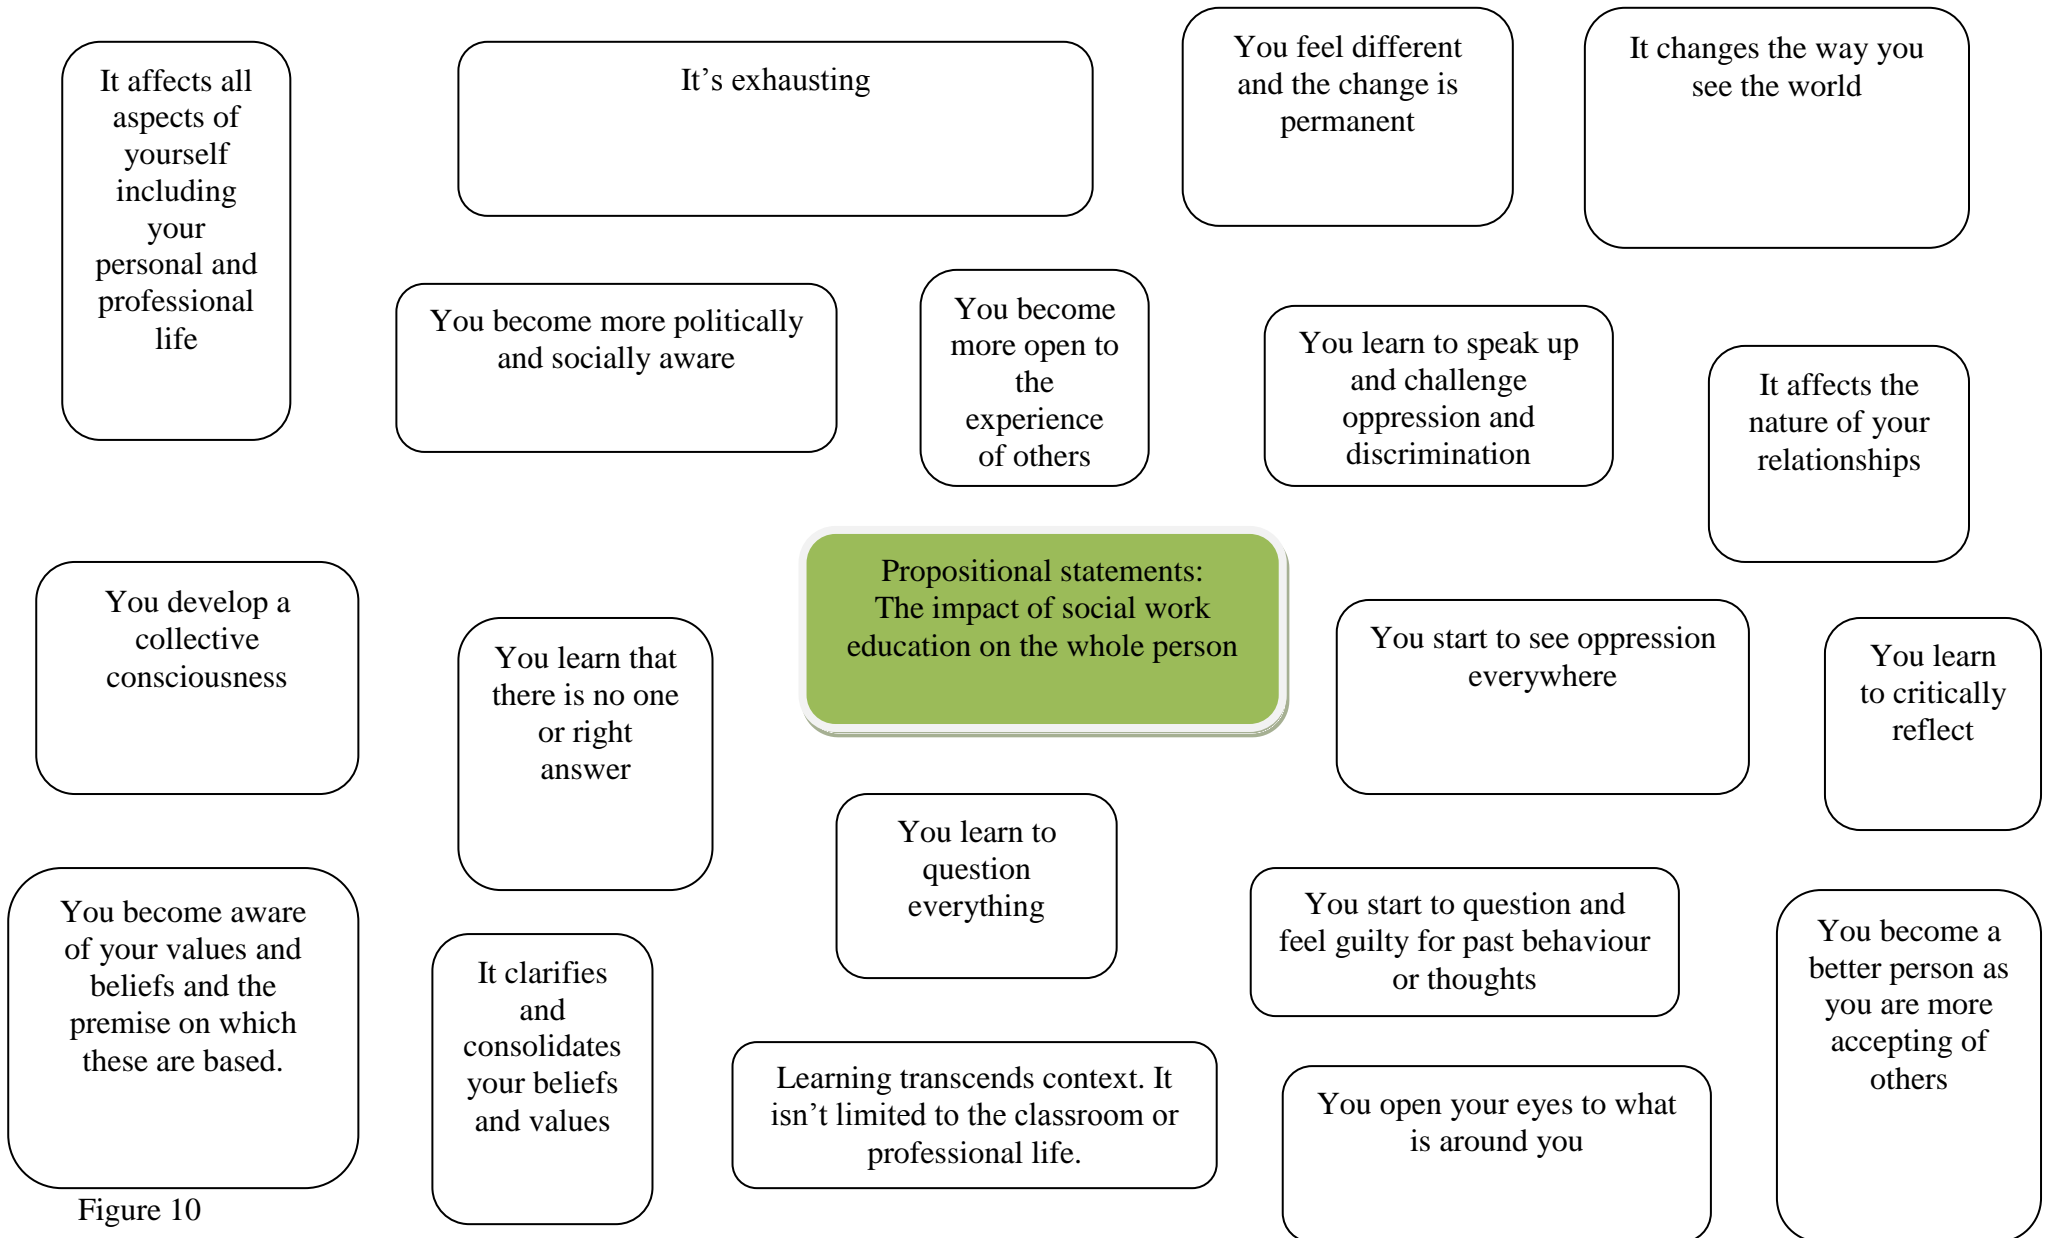 It affects all
aspects of
yourself
including
your
personal and
professional
life
It’s exhausting
You feel different
and the change is
permanent
It changes the way you
see the world
You become more politically
and socially aware
You become
more open to
the
experience
of others
You learn to speak up
and challenge
oppression and
discrimination
It affects the
nature of your
relationships
Propositional statements:
The impact of social work
education on the whole person
You develop a
collective
consciousness
You learn that
there is no one
or right
answer
You start to see oppression
everywhere
You learn
to critically
reflect
You learn to
question
everything
You become aware
of your values and
beliefs and the
premise on which
these are based.
It clarifies
and
consolidates
your beliefs
and values
You start to question and
feel guilty for past behaviour
or thoughts
You become a
better person as
you are more
accepting of
others
Learning transcends context. It
isn’t limited to the classroom or
professional life.
You open your eyes to what
is around you
Figure 10